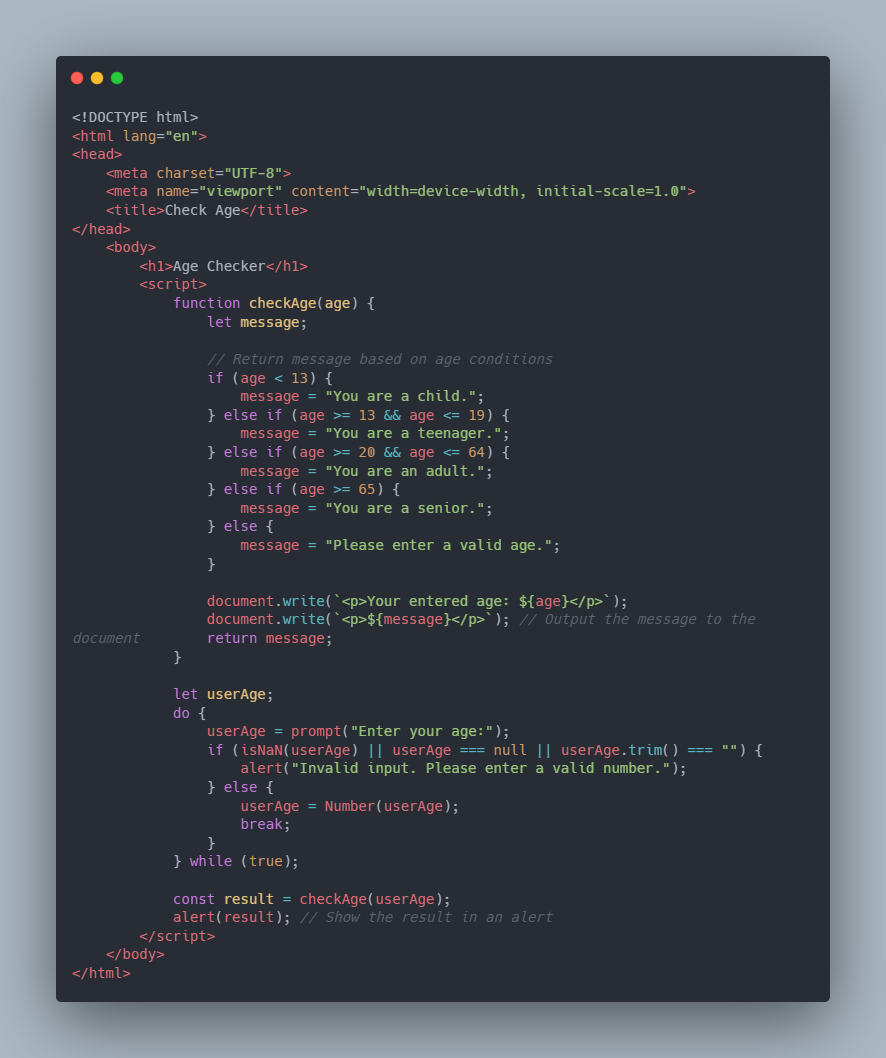 <!DOCTYPE html>
<html lang="en">
<head>
    <meta charset="UTF-8">
    <meta name="viewport" content="width=device-width, initial-scale=1.0">
    <title>Check Age</title>
</head>
    <body>
        <h1>Age Checker</h1>
        <script>
            function checkAge(age) {
                let message;

                // Return message based on age conditions
                if (age < 13) {
                    message = "You are a child.";
                } else if (age >= 13 && age <= 19) {
                    message = "You are a teenager.";
                } else if (age >= 20 && age <= 64) {
                    message = "You are an adult.";
                } else if (age >= 65) {
                    message = "You are a senior.";
                } else {
                    message = "Please enter a valid age.";
                }

                document.write(`<p>Your entered age: ${age}</p>`);
                document.write(`<p>${message}</p>`); // Output the message to the
document        return message;
            }

            let userAge;
            do {
                userAge = prompt("Enter your age:");
                if (isNaN(userAge) || userAge === null || userAge.trim() === "") {
                    alert("Invalid input. Please enter a valid number.");
                } else {
                    userAge = Number(userAge);
                    break;
                }
            } while (true);

            const result = checkAge(userAge);
            alert(result); // Show the result in an alert
        </script>
    </body>
</html>